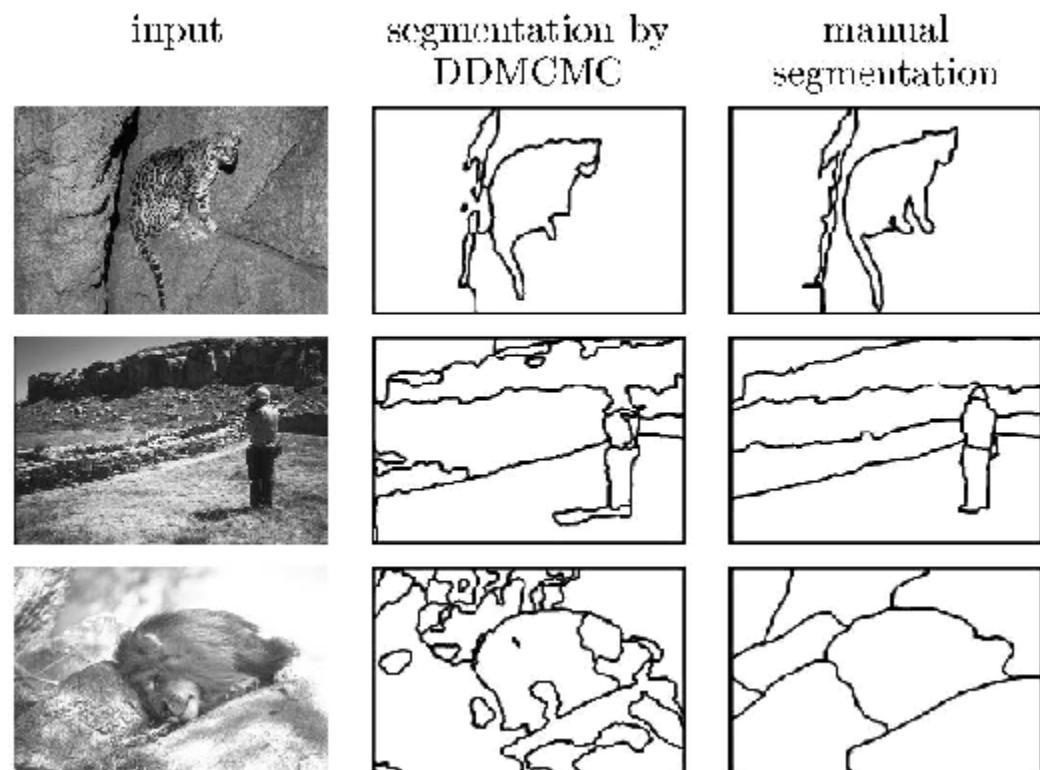 input
segmentation by
DDMCMC
manual
segmentation